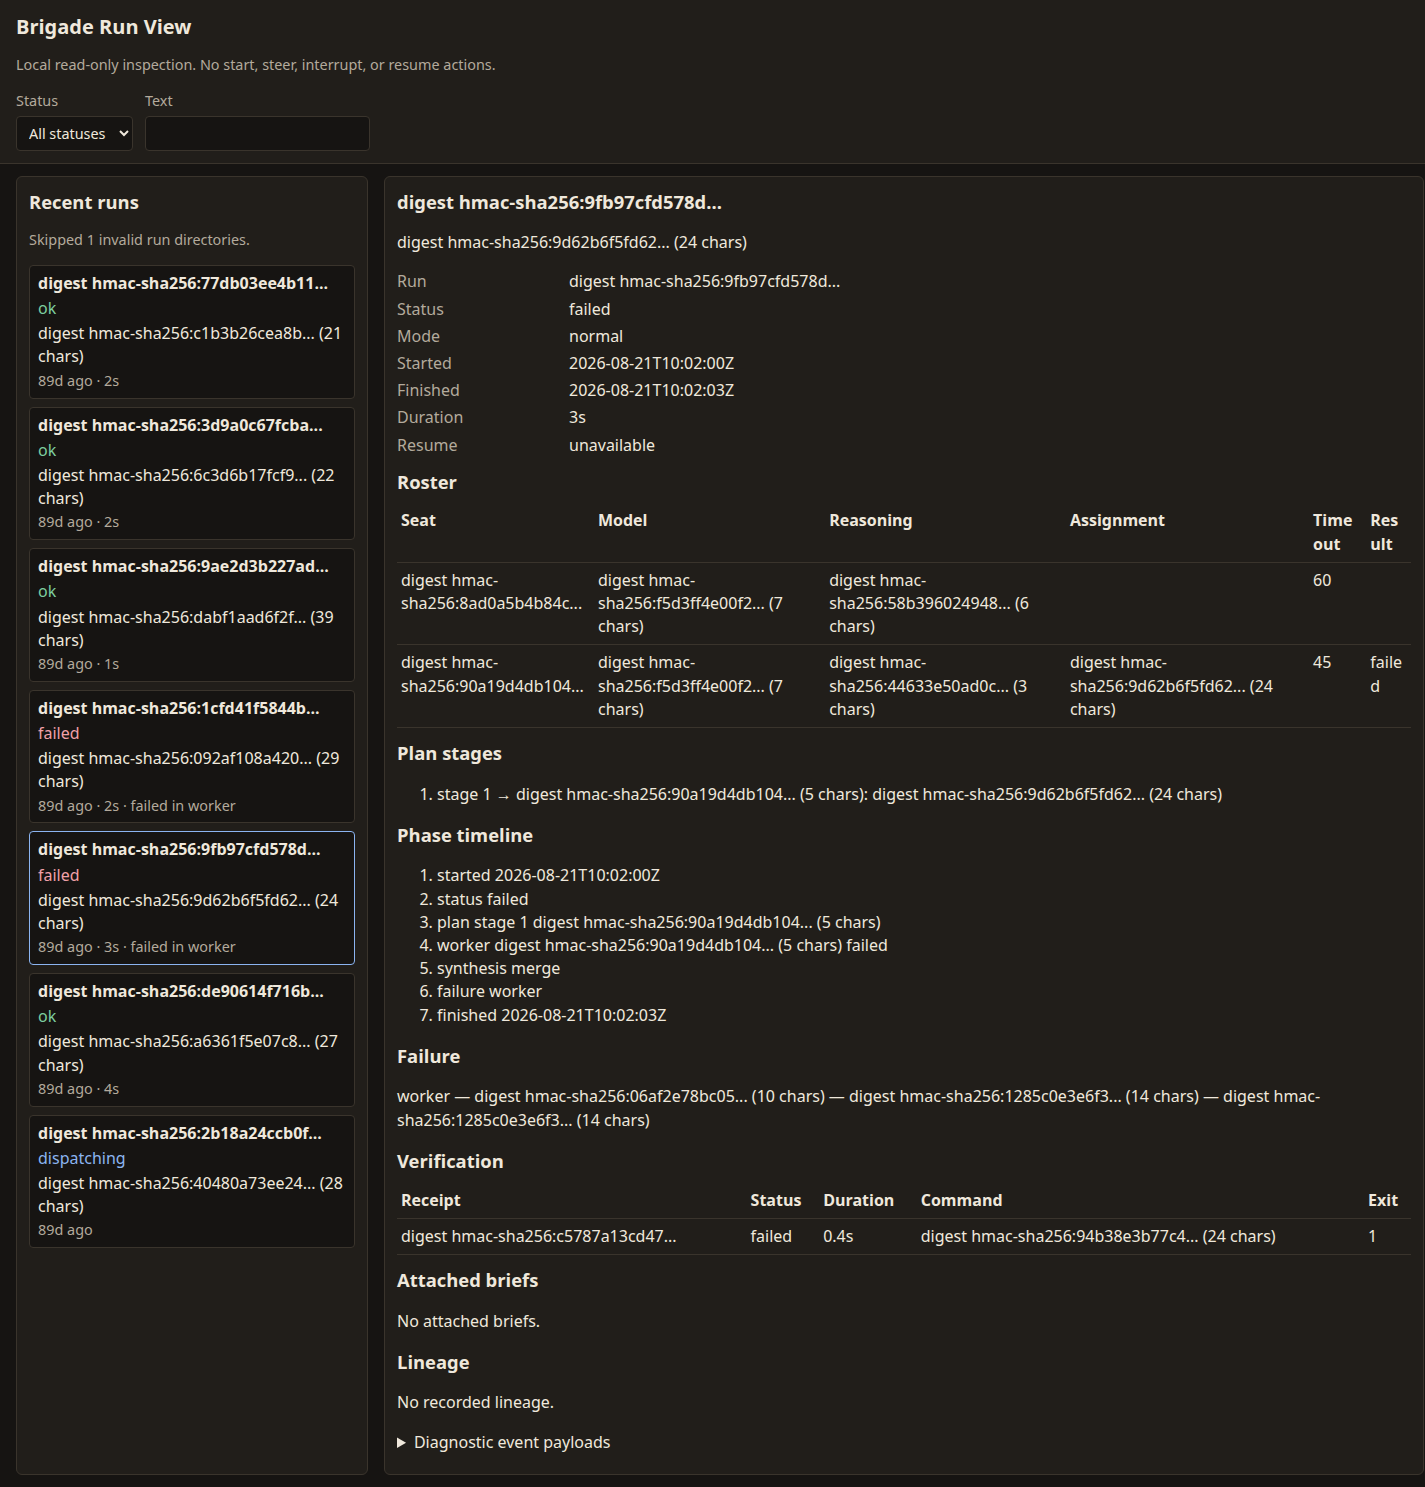 Brigade Run View
Local read-only inspection. No start, steer, interrupt, or resume actions.
Status Text
All statuses
Recent runs
Skipped 1 invalid run directories.
digest hmac-sha256:77db03ee4b11...
ok
digest hmac-sha256:c1b3b26cea8b... (21
chars)
89d ago · 2s
digest hmac-sha256:3d9a0c67fcba...
ok
digest hmac-sha256:6c3d6b17fcf9... (22
chars)
89d ago · 2s
digest hmac-sha256:9ae2d3b227ad...
ok
digest hmac-sha256:dabf1aad6f2f... (39
chars)
89d ago · 1s
digest hmac-sha256:1cfd41f5844b...
failed
digest hmac-sha256:092af108a420... (29
chars)
89d ago · 2s · failed in worker
digest hmac-sha256:9fb97cfd578d...
failed
digest hmac-sha256:9d62b6f5fd62... (24
chars)
89d ago · 3s · failed in worker
digest hmac-sha256:de90614f716b...
ok
digest hmac-sha256:a6361f5e07c8... (27
chars)
89d ago · 4s
digest hmac-sha256:2b18a24ccb0f...
dispatching
digest hmac-sha256:40480a73ee24... (28
chars)
89d ago
digest hmac-sha256:9fb97cfd578d...
digest hmac-sha256:9d62b6f5fd62... (24 chars)
Run digest hmac-sha256:9fb97cfd578d...
Status failed
Mode normal
Started 2026-08-21T10:02:00Z
Finished 2026-08-21T10:02:03Z
Duration 3s
Resume unavailable
Roster
Seat Model Reasoning Assignment Time Res
out ult
digest hmac- digest hmac- digest hmac- 60
sha256:8ad0a5b4b84c... sha256:f5d3ff4e00f2... (7 sha256:58b396024948... (6
chars) chars)
digest hmac- digest hmac- digest hmac- digest hmac- 45 faile
sha256:90a19d4db104... sha256:f5d3ff4e00f2... (7 sha256:44633e50ad0c... (3 sha256:9d62b6f5fd62... (24 d
chars) chars) chars)
Plan stages
1. stage 1 → digest hmac-sha256:90a19d4db104... (5 chars): digest hmac-sha256:9d62b6f5fd62... (24 chars)
Phase timeline
1. started 2026-08-21T10:02:00Z
2. status failed
3. plan stage 1 digest hmac-sha256:90a19d4db104... (5 chars)
4. worker digest hmac-sha256:90a19d4db104... (5 chars) failed
5. synthesis merge
6. failure worker
7. finished 2026-08-21T10:02:03Z
Failure
worker — digest hmac-sha256:06af2e78bc05... (10 chars) — digest hmac-sha256:1285c0e3e6f3... (14 chars) — digest hmac-
sha256:1285c0e3e6f3... (14 chars)
Verification
Receipt Status Duration Command Exit
digest hmac-sha256:c5787a13cd47... failed 0.4s digest hmac-sha256:94b38e3b77c4... (24 chars) 1
Attached briefs
No attached briefs.
Lineage
No recorded lineage.
▶ Diagnostic event payloads